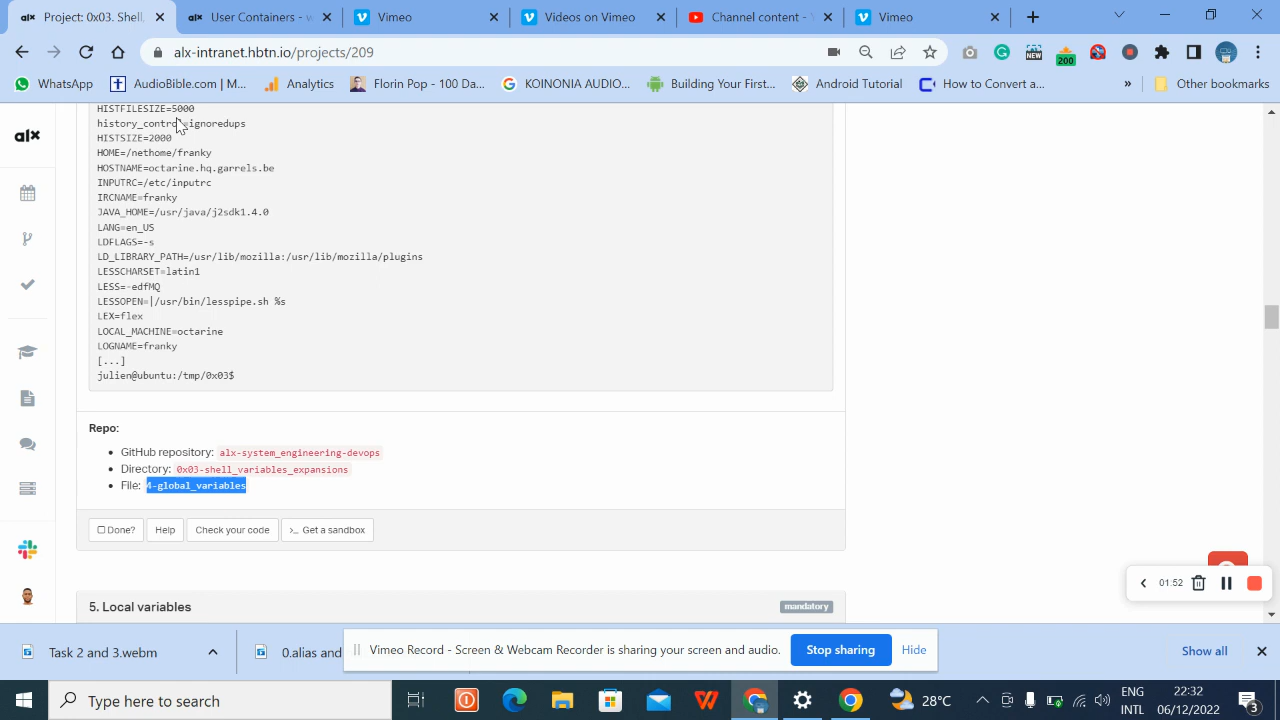 Project: 0x03. Shell,
User Containers - w
Vimeo
Videos on Vimeo
Channel content -
Vimeo
alx-intranet.hbtn.io/projects/209
NEW
200
WhatsApp
AudioBible.com | M...
Analytics
Florin Pop - 100 Da...
KOINONIA AUDIO...
Building Your First...
Android Tutorial
How to Convert a...
»
Other bookmarks
alx
HISTFILESIZE=5000
history_control=ignoredups
HISTSIZE=2000
HOME=/nethome/franky
HOSTNAME=octarine.hq.garrels.be
INPUTRC=/etc/inputrc
IRCNAME=franky
JAVA_HOME=/usr/java/j2sdk1.4.0
LANG=en_US
LDFLAGS=-s
LD_LIBRARY_PATH=/usr/lib/mozilla:/usr/lib/mozilla/plugins
LESSCHARSET=latin1
LESS=-edfMQ
LESSOPEN=|/usr/bin/lesspipe.sh %s
LEX=flex
LOCAL_MACHINE=octarine
LOGNAME=franky
[...]
julien@ubuntu:/tmp/0x03$
Repo:
• GitHub repository: alx-system_engineering-devops
• Directory: 0x03-shell_variables_expansions
• File: 4-global_variables
Done?
Help
Check your code
>_ Get a sandbox
01:52
5. Local variables
mandatory
Task 2 and 3.webm
0.alias and
Vimeo Record - Screen & Webcam Recorder is sharing your screen and audio.
Stop sharing
Hide
Show all
Type here to search
28°C
ENG
INTL
22:32
06/12/2022
3